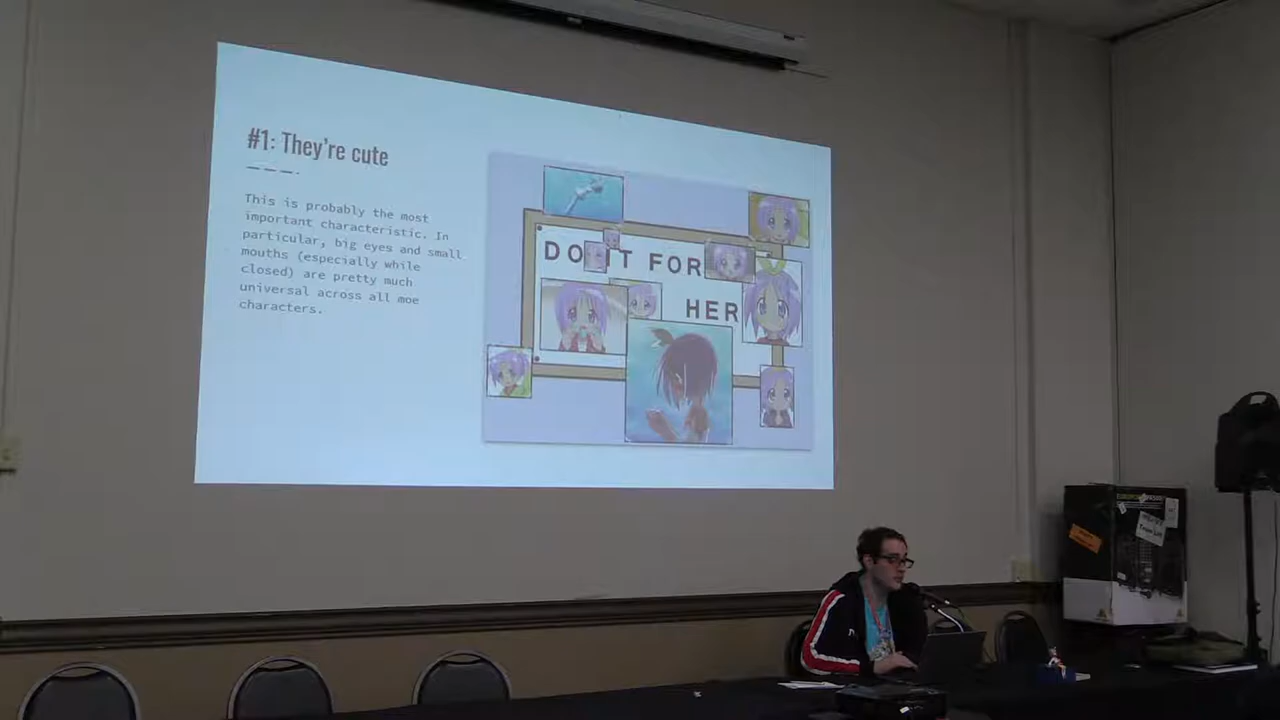 #1: They're cute
This is probably the most
important characteristic. In
particular, big eyes and small
mouths (especially while
closed) are pretty much
universal across all moe
characters.
DO IT FOR
HER